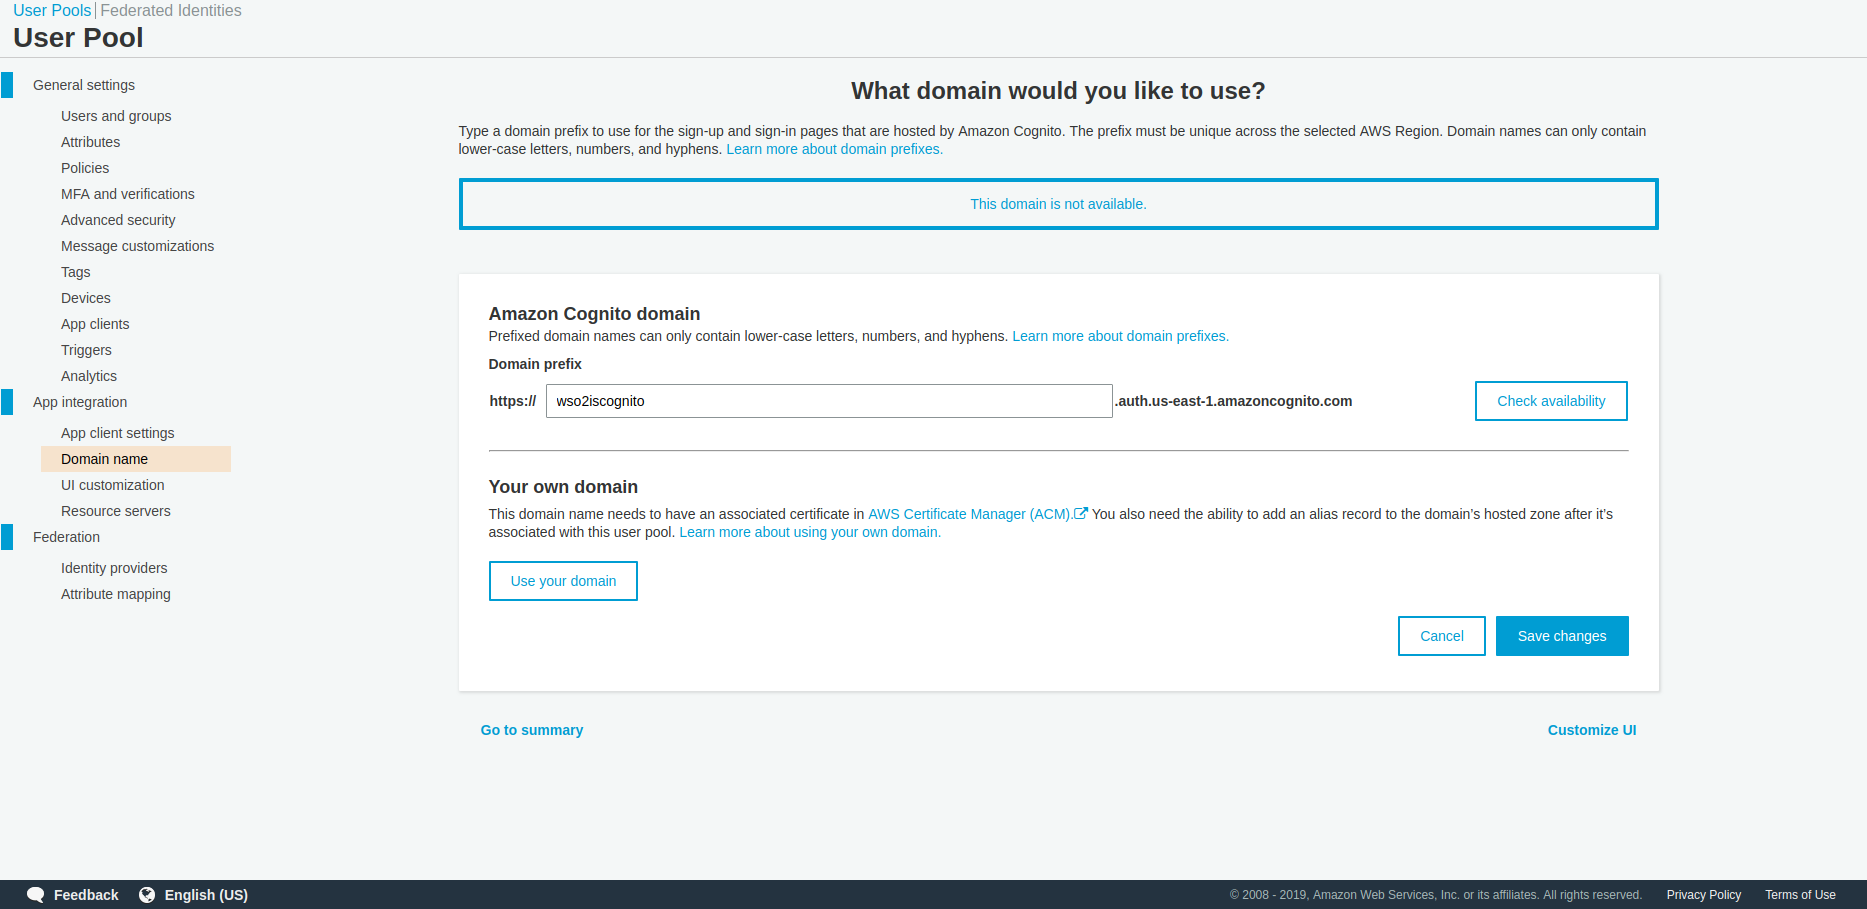 User Pools Federated Identities
User Pool
General settings
Users and groups
Attributes
Policies
MFA and verifications
Advanced security
Message customizations
Tags
Devices
App clients
Triggers
Analytics
App integration
App client settings
Domain name
UI customization
Resource servers
Federation
Identity providers
Attribute mapping
What domain would you like to use?
Type a domain prefix to use for the sign-up and sign-in pages that are hosted by Amazon Cognito. The prefix must be unique across the selected AWS Region. Domain names can only contain
lower-case letters, numbers, and hyphens. Learn more about domain prefixes.
This domain is not available.
Amazon Cognito domain
Prefixed domain names can only contain lower-case letters, numbers, and hyphens. Learn more about domain prefixes.
Domain prefix
https:// wso2iscognito .auth.us-east-1.amazoncognito.com Check availability
Your own domain
This domain name needs to have an associated certificate in AWS Certificate Manager (ACM). You also need the ability to add an alias record to the domain’s hosted zone after it’s
associated with this user pool. Learn more about using your own domain.
Use your domain
Cancel Save changes
Go to summary Customize UI
Feedback English (US) © 2008 - 2019, Amazon Web Services, Inc. or its affiliates. All rights reserved. Privacy Policy Terms of Use